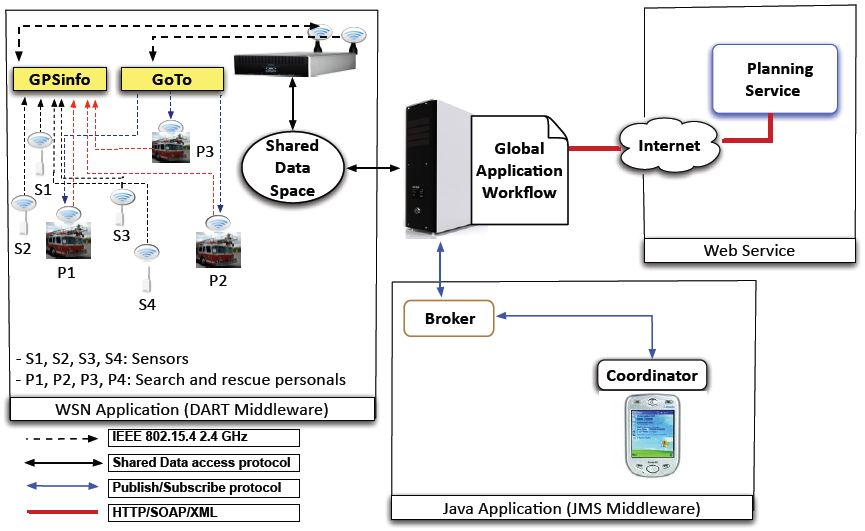 GPSinfo
GoTo
P3
S1
S2
P1
S3
S4
P2
Shared
Data
Space
Global
Application
Workflow
Internet
Planning
Service
Web Service
Broker
Coordinator
- S1, S2, S3, S4: Sensors
- P1, P2, P3, P4: Search and rescue personals
WSN Application (DART Middleware)
IEEE 802.15.4 2.4 GHz
Shared Data access protocol
Publish/Subscribe protocol
HTTP/SOAP/XML
Java Application (JMS Middleware)